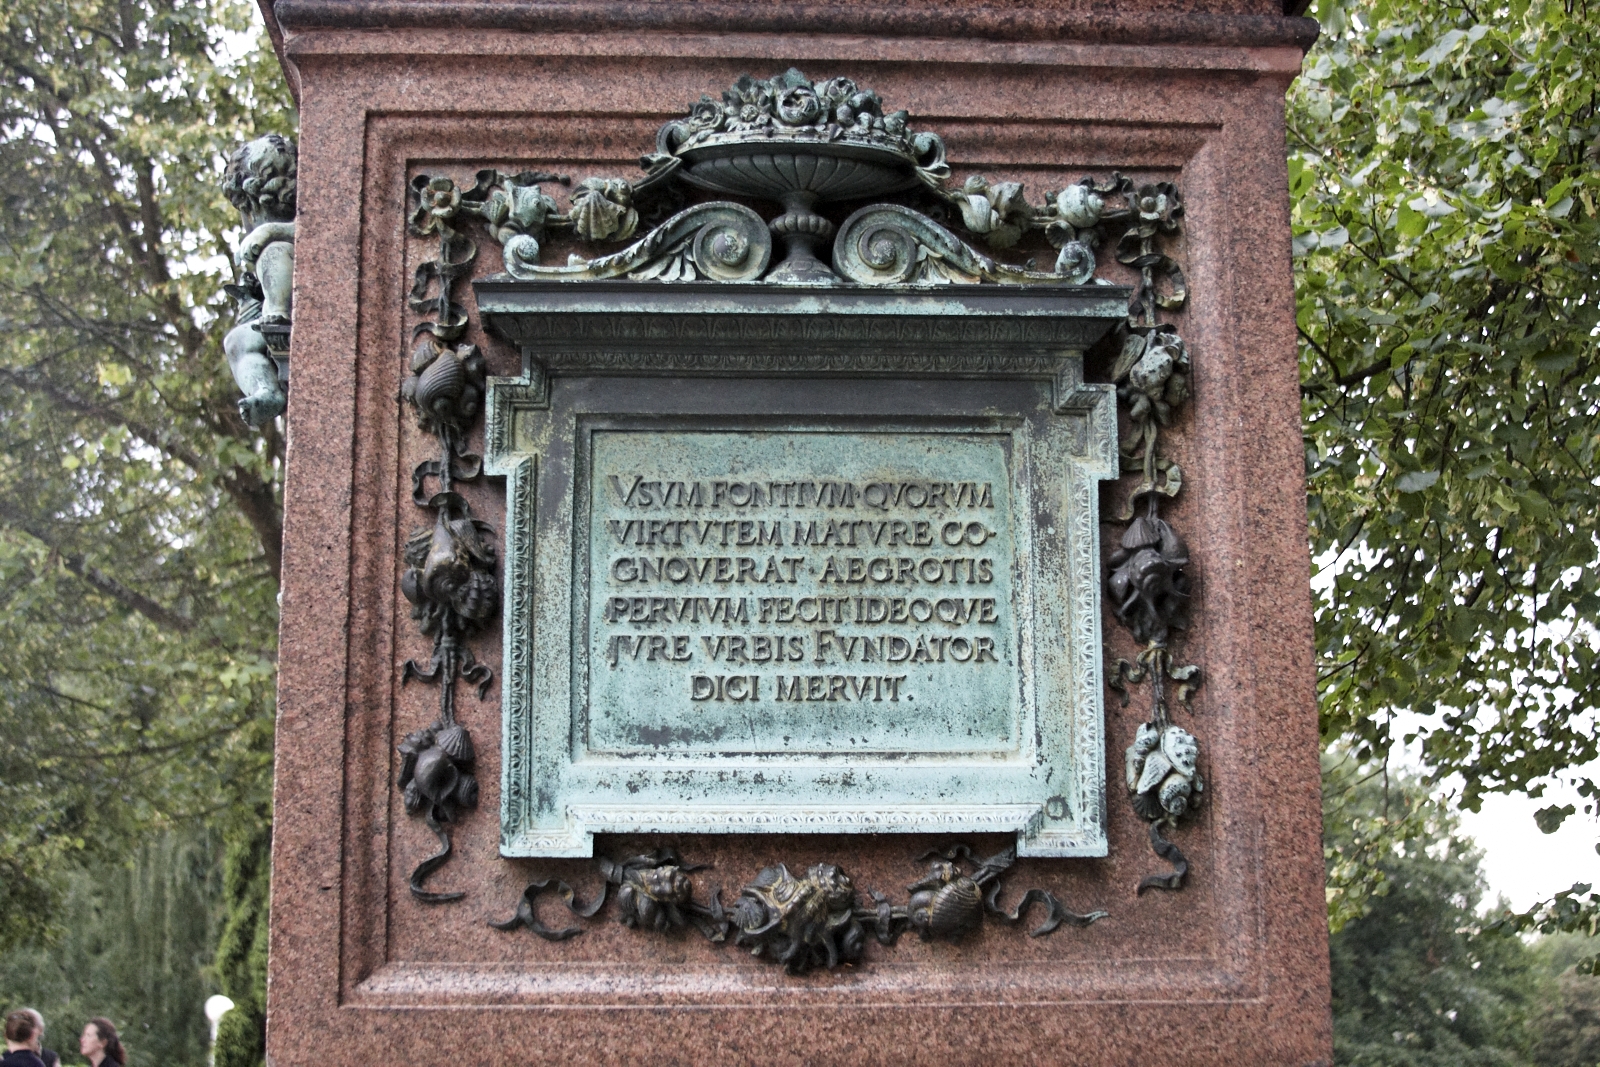 VSVM FONTIVM·QVORVM
VIRTVTEM MATVRE CO-
GNOVERAT·AEGROTIS
PERVIVM FECIT IDEOQVE
JVRE VRBIS FVNDATOR
DICI MERVIT.